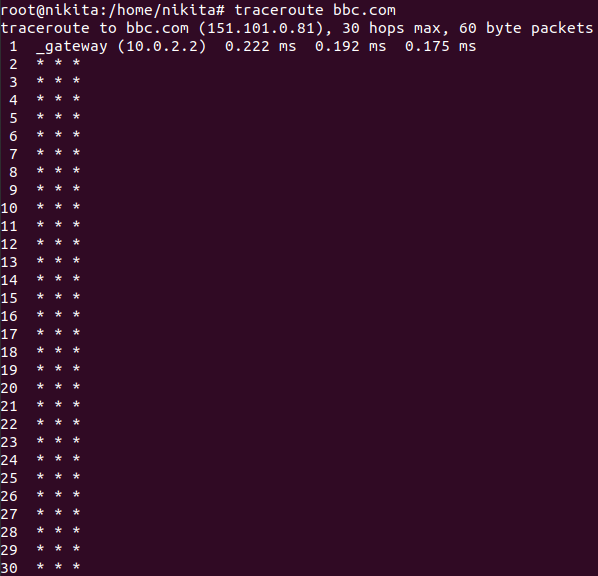 root@nikita:/home/nikita# traceroute bbc.com
traceroute to bbc.com (151.101.0.81), 30 hops max, 60 byte packets
 1  _gateway (10.0.2.2)  0.222 ms  0.192 ms  0.175 ms
 2  * * *
 3  * * *
 4  * * *
 5  * * *
 6  * * *
 7  * * *
 8  * * *
 9  * * *
10  * * *
11  * * *
12  * * *
13  * * *
14  * * *
15  * * *
16  * * *
17  * * *
18  * * *
19  * * *
20  * * *
21  * * *
22  * * *
23  * * *
24  * * *
25  * * *
26  * * *
27  * * *
28  * * *
29  * * *
30  * * *